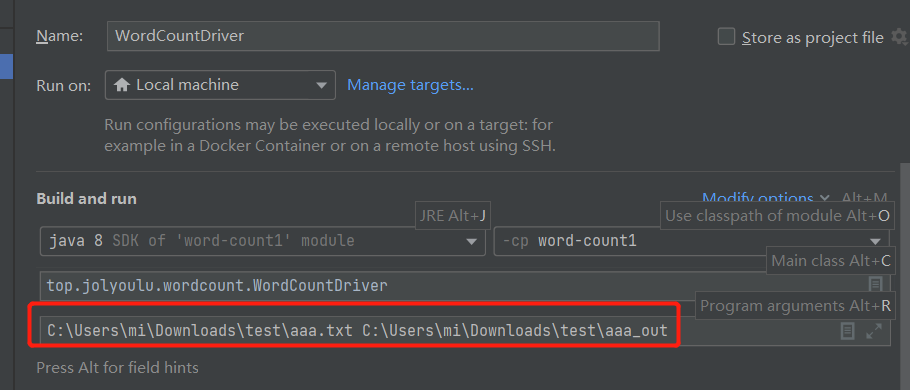 Name: WordCountDriver Store as project file
Run on: Local machine Manage targets...
Run configurations may be executed locally or on a target: for
example in a Docker Container or on a remote host using SSH.
Build and run Modify options Alt+M
JRE Alt+J Use classpath of module Alt+O
java 8 SDK of 'word-count1' module -cp word-count1
Main class Alt+C
top.jolyoulu.wordcount.WordCountDriver
Program arguments Alt+R
C:\Users\mi\Downloads\test\aaa.txt C:\Users\mi\Downloads\test\aaa_out
Press Alt for field hints